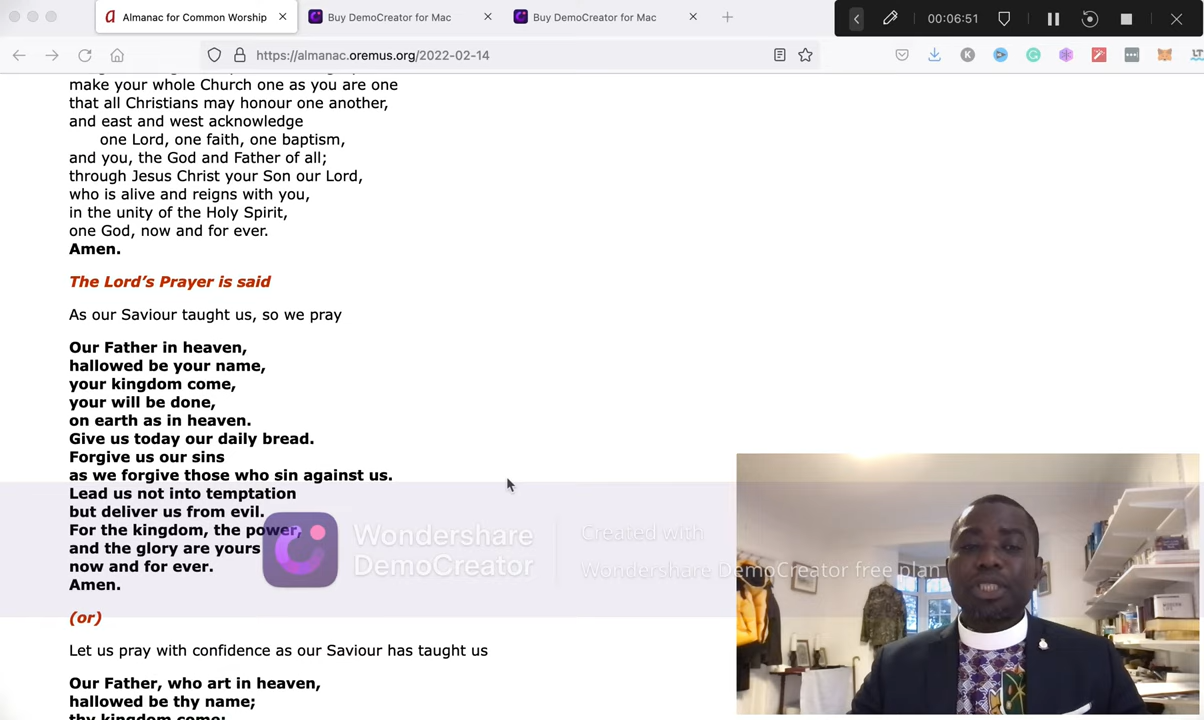 Almanac for Common Worship
Buy DemoCreator for Mac
Buy DemoCreator for Mac
00:06:51
https://almanac.oremus.org/2022-02-14
make your whole Church one as you are one
that all Christians may honour one another,
and east and west acknowledge
one Lord, one faith, one baptism,
and you, the God and Father of all;
through Jesus Christ your Son our Lord,
who is alive and reigns with you,
in the unity of the Holy Spirit,
one God, now and for ever.
Amen.
The Lord's Prayer is said
As our Saviour taught us, so we pray
Our Father in heaven,
hallowed be your name,
your kingdom come,
your will be done,
on earth as in heaven.
Give us today our daily bread.
Forgive us our sins
as we forgive those who sin against us.
Lead us not into temptation
but deliver us from evil.
For the kingdom, the power,
and the glory are yours
now and for ever.
Amen.
Wondershare
DemoCreator
Created with
Wondershare DemoCreator free plan
(or)
Let us pray with confidence as our Saviour has taught us
Our Father, who art in heaven,
hallowed be thy name;
thy kingdom come;